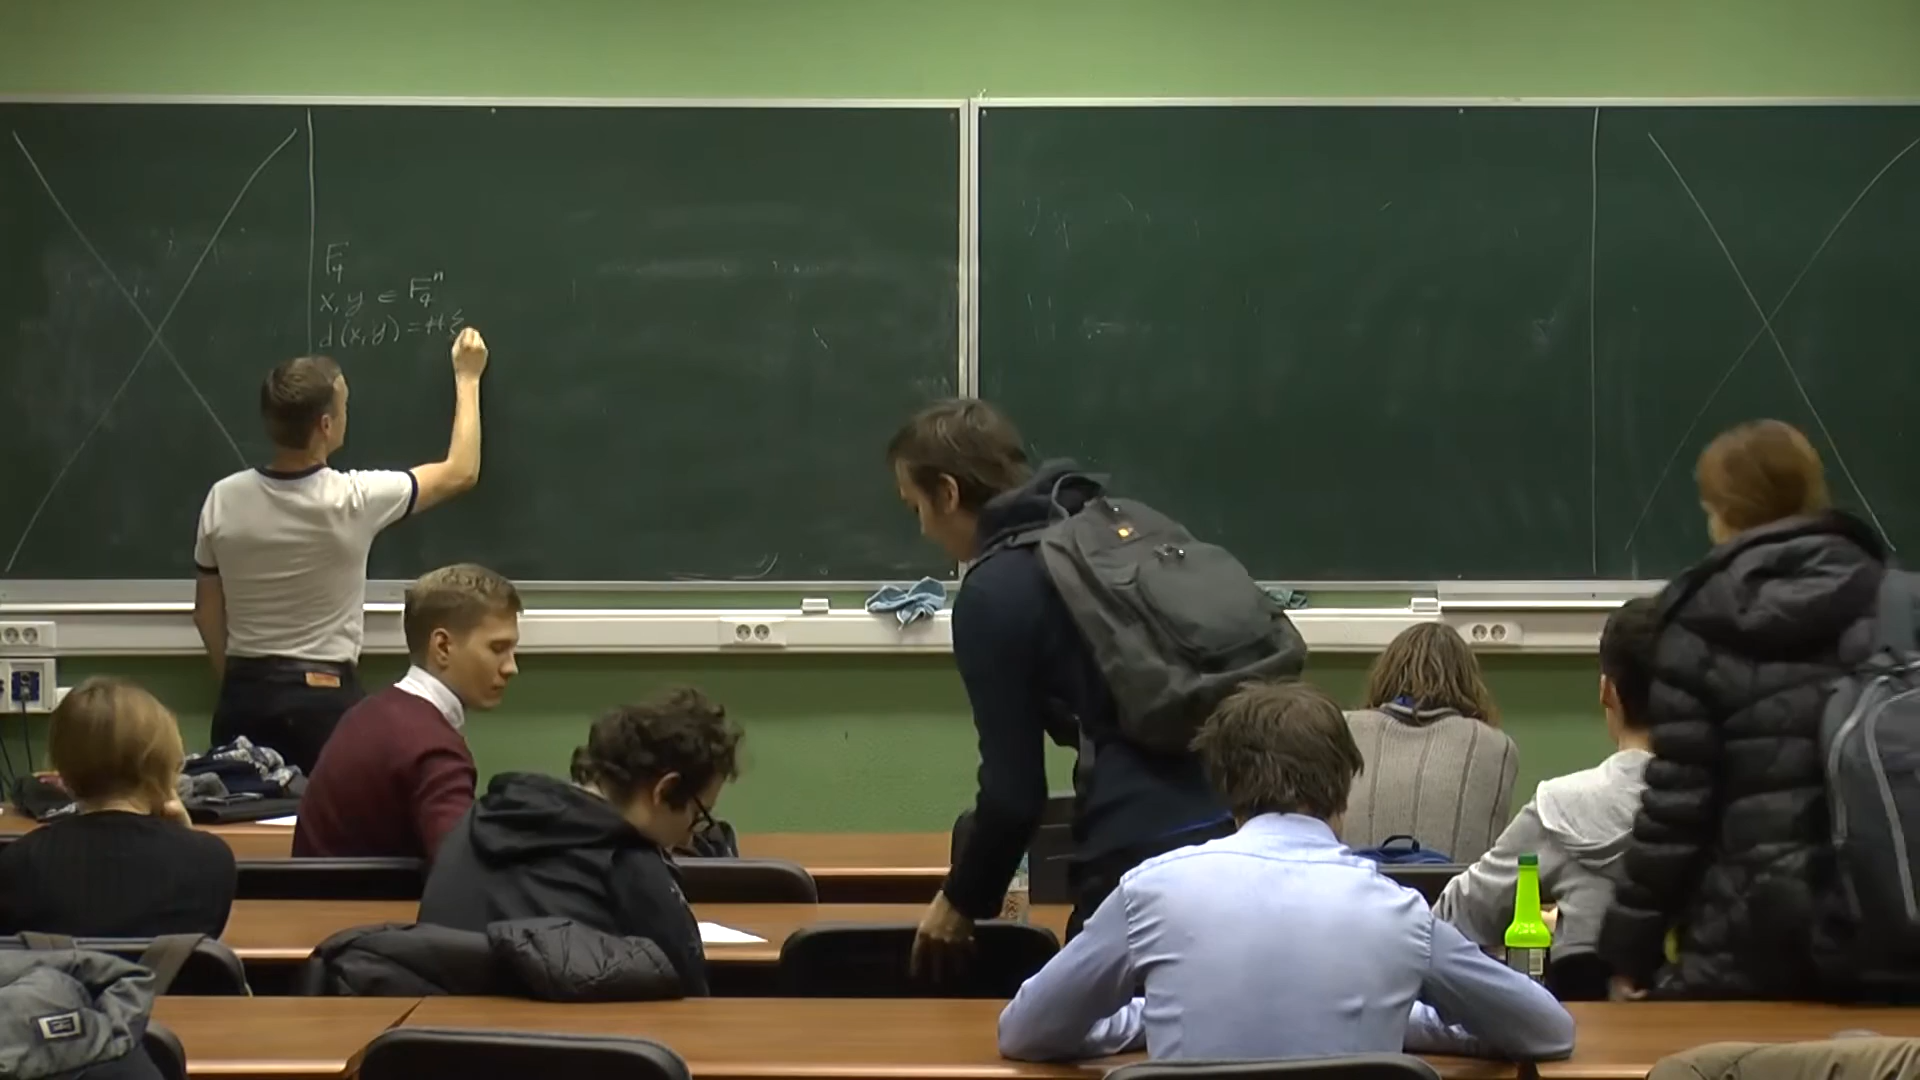 F_q
x, y ∈ F_q^n
d(x, y) = #{